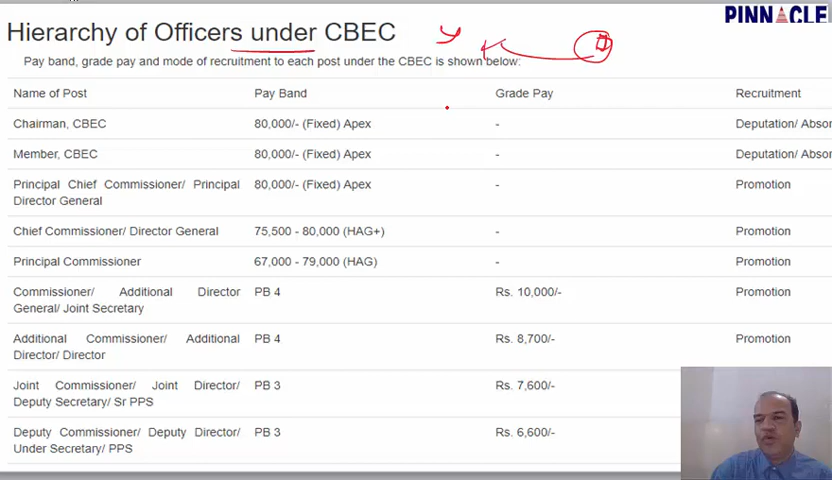 PINNACLE
Hierarchy of Officers under CBEC
Pay band, grade pay and mode of recruitment to each post under the CBEC is shown below:
Name of Post Pay Band Grade Pay Recruitment
Chairman, CBEC 80,000/- (Fixed) Apex - Deputation/ Absor
Member, CBEC 80,000/- (Fixed) Apex - Deputation/ Absor
Principal Chief Commissioner/ Principal 80,000/- (Fixed) Apex - Promotion
Director General
Chief Commissioner/ Director General 75,500 - 80,000 (HAG+) - Promotion
Principal Commissioner 67,000 - 79,000 (HAG) - Promotion
Commissioner/ Additional Director PB 4 Rs. 10,000/- Promotion
General/ Joint Secretary
Additional Commissioner/ Additional PB 4 Rs. 8,700/- Promotion
Director/ Director
Joint Commissioner/ Joint Director/ PB 3 Rs. 7,600/-
Deputy Secretary/ Sr PPS
Deputy Commissioner/ Deputy Director/ PB 3 Rs. 6,600/-
Under Secretary/ PPS